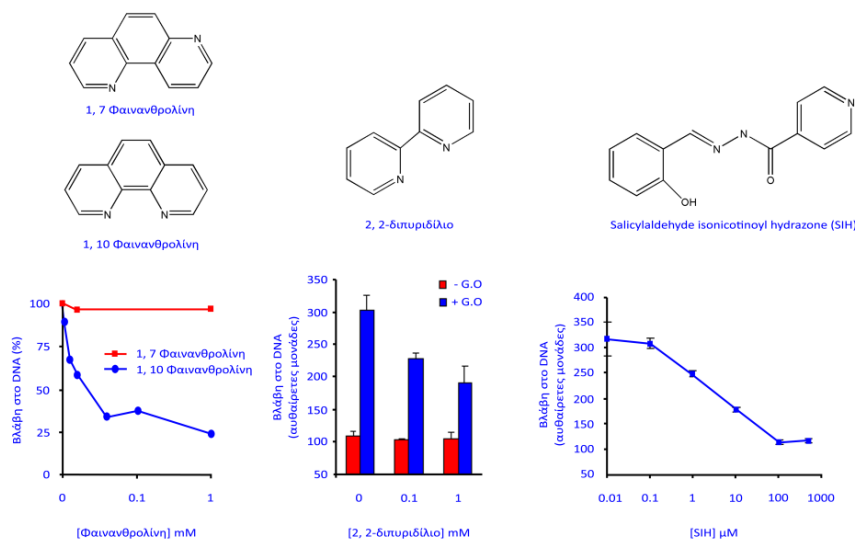 1, 7 Φαινανθρολίνη
1, 10 Φαινανθρολίνη
2, 2-διπυριδίλιο
Salicylaldehyde isonicotinoyl hydrazone (SIH)
N
N
N
N
N
N
N
N
N
O
OH
Βλάβη στο DNA (%)
100
75
50
25
0
1, 7 Φαινανθρολίνη
1, 10 Φαινανθρολίνη
0
0.1
1
[Φαινανθρολίνη] mM
Βλάβη στο DNA
(αυθαίρετες μονάδες)
350
300
250
200
150
100
50
- G.O
+ G.O
0
0.1
1
[2, 2-διπυριδίλιο] mM
Βλάβη στο DNA
(αυθαίρετες μονάδες)
400
350
300
250
200
150
100
50
0.01
0.1
1
10
100
1000
[SIH] μM